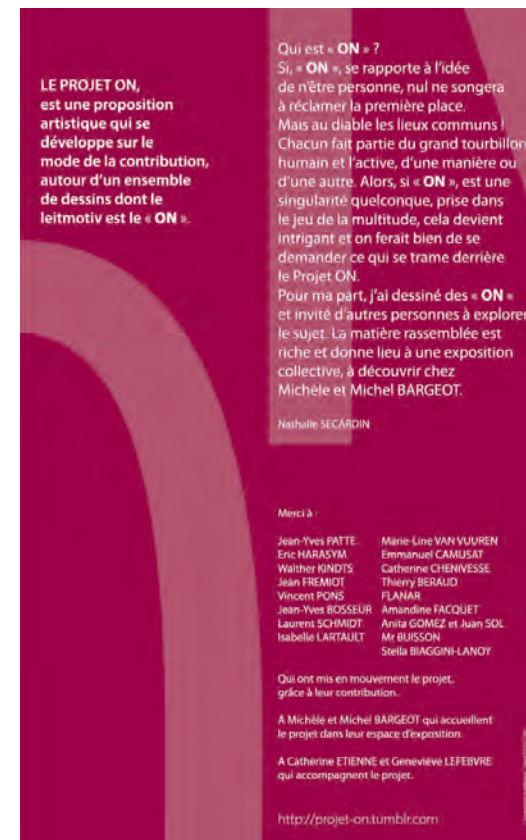 LE PROJET ON,
est une proposition
artistique qui se
développe sur le
mode de la contribution,
autour d'un ensemble
de dessins dont le
leitmotiv est le « ON ».
Qui est « ON » ?
Si, « ON », se rapporte à l'idée
de n'être personne, nul ne songera
à réclamer la première place.
Mais au diable les lieux communs !
Chacun fait partie du grand tourbillon
humain et l'active, d'une manière ou
d'une autre. Alors, si « ON », est une
singularité quelconque, prise dans
le jeu de la multitude, cela devient
intrigant et on ferait bien de se
demander ce qui se trame derrière
le Projet ON.
Pour ma part, j'ai dessiné des « ON »
et invité d'autres personnes à explorer
le sujet. La matière rassemblée est
riche et donne lieu à une exposition
collective, à découvrir chez
Michèle et Michel BARGEOT.
Nathalie SECARDIN
Merci à :
Jean-Yves PATTE
Eric HARASYM
Walther KINDTS
Jean FREMIOT
Vincent PONS
Jean-Yves BOSSEUR
Laurent SCHMIDT
Isabelle LARTAULT
Marie-Line VAN VUUREN
Emmanuel CAMUSAT
Catherine CHENIVESSE
Thierry BERAUD
FLANAR
Amandine FACQUET
Anita GOMEZ et Juan SOL
Mr BUISSON
Stella BIAGGINI-LANOY
Qui ont mis en mouvement le projet,
grâce à leur contribution.
A Michèle et Michel BARGEOT qui accueillent
le projet dans leur espace d'exposition.
A Catherine ETIENNE et Geneviève LEFEBVRE
qui accompagnent le projet.
http://projet-on.tumblr.com